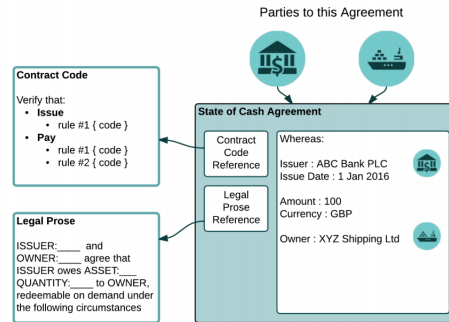 Parties to this Agreement
Contract Code
Verify that:
• Issue
• rule #1 { code }
• Pay
• rule #1 { code }
• rule #2 { code }
State of Cash Agreement
Contract
Code
Reference
Legal
Prose
Reference
Whereas:
Issuer : ABC Bank PLC
Issue Date : 1 Jan 2016
Amount : 100
Currency : GBP
Owner : XYZ Shipping Ltd
Legal Prose
ISSUER:____ and
OWNER:____ agree that
ISSUER owes ASSET:___
QUANTITY:____ to OWNER,
redeemable on demand under
the following circumstances